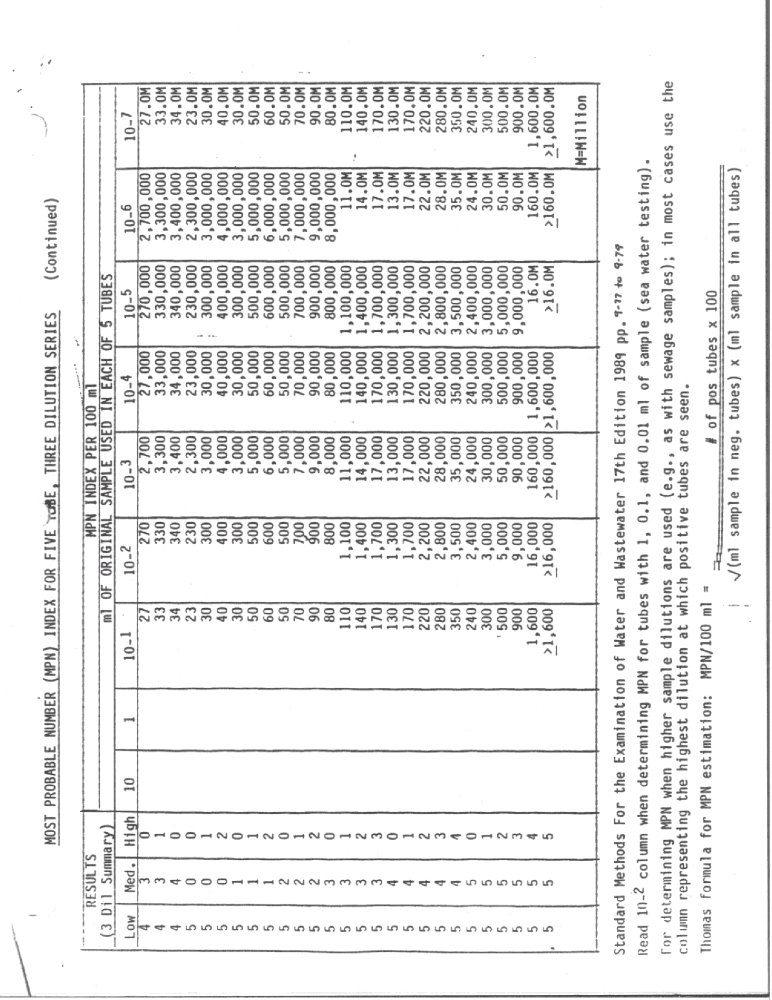 MOST PROBABLE NUMBER (MPN) INDEX FOR FIVE TUBE, THREE DILUTION SERIES (Continued)
RESULTS MPN INDEX PER 100 ml
(3 Dil Summary) ml OF ORIGINAL SAMPLE USED IN EACH OF 5 TUBES
Low Med. High 10 1 10-1 10-2 10-3 10-4 10-5 10-6 10-7
4 3 0 27 270 2,700 27,000 270,000 2,700,000 27.0M
4 3 1 33 330 3,300 33,000 330,000 3,300,000 33.0M
4 4 0 34 340 3,400 34,000 340,000 3,400,000 34.0M
5 0 0 23 230 2,300 23,000 230,000 2,300,000 23.0M
5 0 1 30 300 3,000 30,000 300,000 3,000,000 30.0M
5 0 2 40 400 4,000 40,000 400,000 4,000,000 40.0M
5 1 0 30 300 3,000 30,000 300,000 3,000,000 30.0M
5 1 1 50 500 5,000 50,000 500,000 5,000,000 50.0M
5 1 2 60 600 6,000 60,000 600,000 6,000,000 60.0M
5 2 0 50 500 5,000 50,000 500,000 5,000,000 50.0M
5 2 1 70 700 7,000 70,000 700,000 7,000,000 70.0M
5 2 2 90 900 9,000 90,000 900,000 9,000,000 90.0M
5 3 0 80 800 8,000 80,000 800,000 8,000,000 80.0M
5 3 1 110 1,100 11,000 110,000 1,100,000 11.0M 110.0M
5 3 2 140 1,400 14,000 140,000 1,400,000 14.0M 140.0M
5 3 3 170 1,700 17,000 170,000 1,700,000 17.0M 170.0M
5 4 0 130 1,300 13,000 130,000 1,300,000 13.0M 130.0M
5 4 1 170 1,700 17,000 170,000 1,700,000 17.0M 170.0M
5 4 2 220 2,200 22,000 220,000 2,200,000 22.0M 220.0M
5 4 3 280 2,800 28,000 280,000 2,800,000 28.0M 280.0M
5 4 4 350 3,500 35,000 350,000 3,500,000 35.0M 350.0M
5 5 0 240 2,400 24,000 240,000 2,400,000 24.0M 240.0M
5 5 1 300 3,000 30,000 300,000 3,000,000 30.0M 300.0M
5 5 2 500 5,000 50,000 500,000 5,000,000 50.0M 500.0M
5 5 3 900 9,000 90,000 900,000 9,000,000 90.0M 900.0M
5 5 4 1,600 16,000 160,000 1,600,000 16.0M 160.0M 1,600.0M
5 5 5 ≥1,600 ≥16,000 ≥160,000 ≥1,600,000 ≥16.0M ≥160.0M ≥1,600.0M
M=Million
Standard Methods For the Examination of Water and Wastewater 17th Edition 1989 pp. 9-77 to 9-79
Read 10-2 column when determining MPN for tubes with 1, 0.1, and 0.01 ml of sample (sea water testing).
For determining MPN when higher sample dilutions are used (e.g., as with sewage samples); in most cases use the
column representing the highest dilution at which positive tubes are seen.
Thomas formula for MPN estimation: MPN/100 ml = # of pos tubes x 100
√(ml sample in neg. tubes) x (ml sample in all tubes)